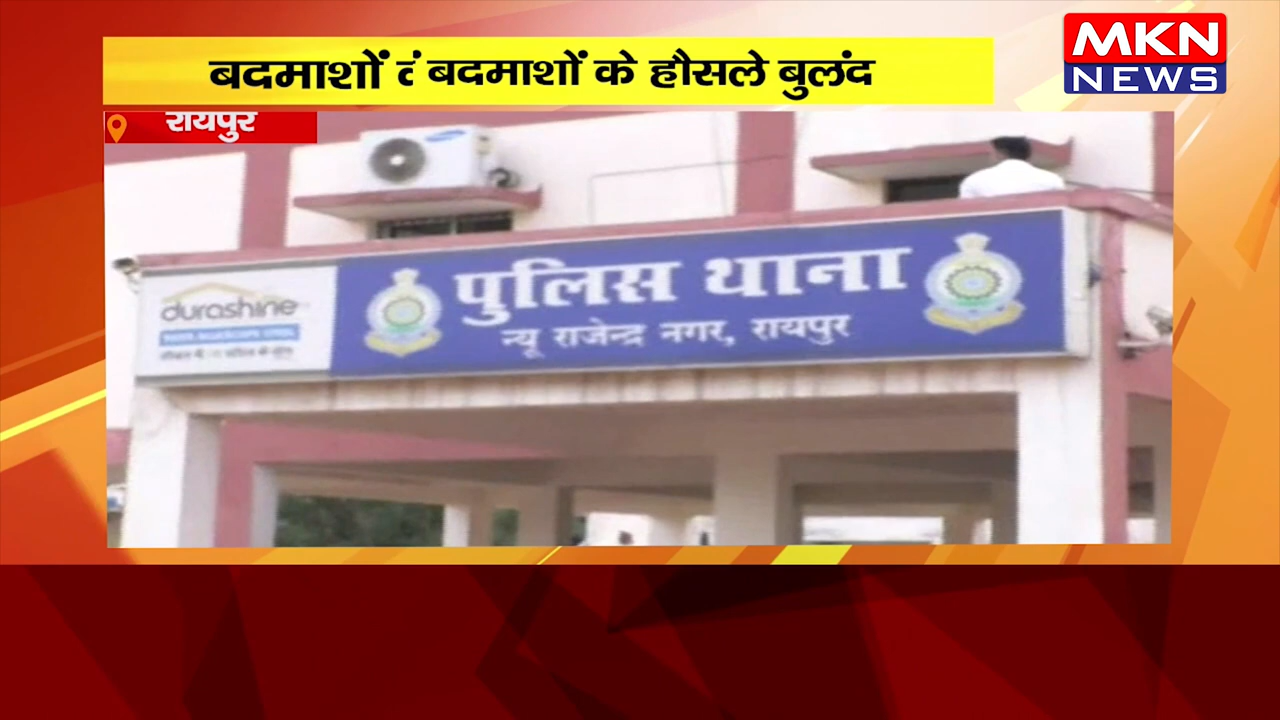 MKN
NEWS
बदमाशों बदमाशों के हौसले बुलंद
रायपुर
durashine
पुलिस थाना
न्यू राजेन्द्र नगर, रायपुर